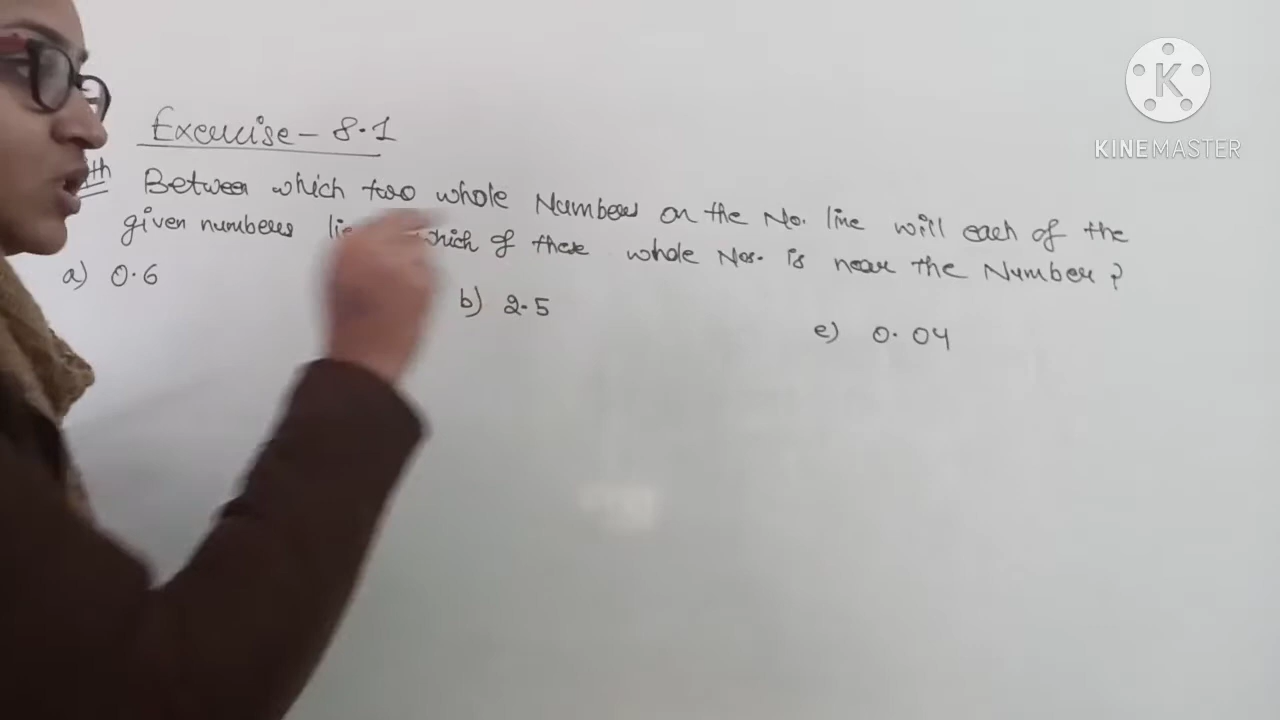 Exercise - 8.1
Between which two whole Numbers on the No. line will each of the
given numbers which of these whole Nos. is near the Number?
a) 0.6
b) 2.5
e) 0.04
K
KINEMASTER